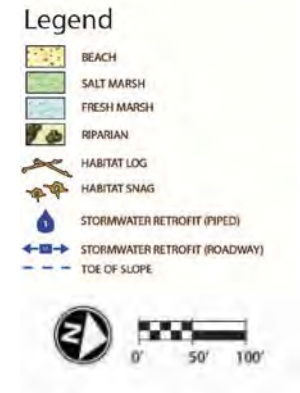 Legend
BEACH
SALT MARSH
FRESH MARSH
RIPARIAN
HABITAT LOG
HABITAT SNAG
1
STORMWATER RETROFIT (PIPED)
STORMWATER RETROFIT (ROADWAY)
TOE OF SLOPE
N
0' 50' 100'